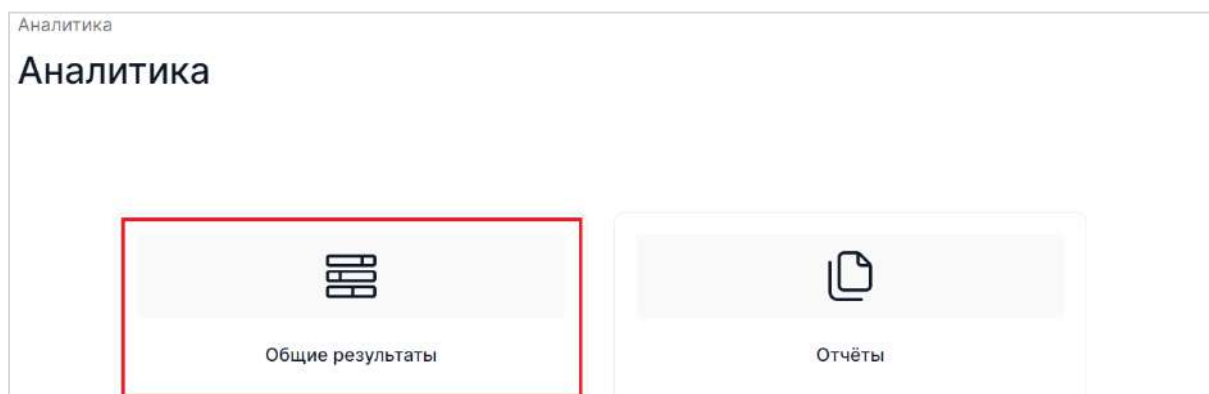 Аналитика
Аналитика
Общие результаты
Отчёты